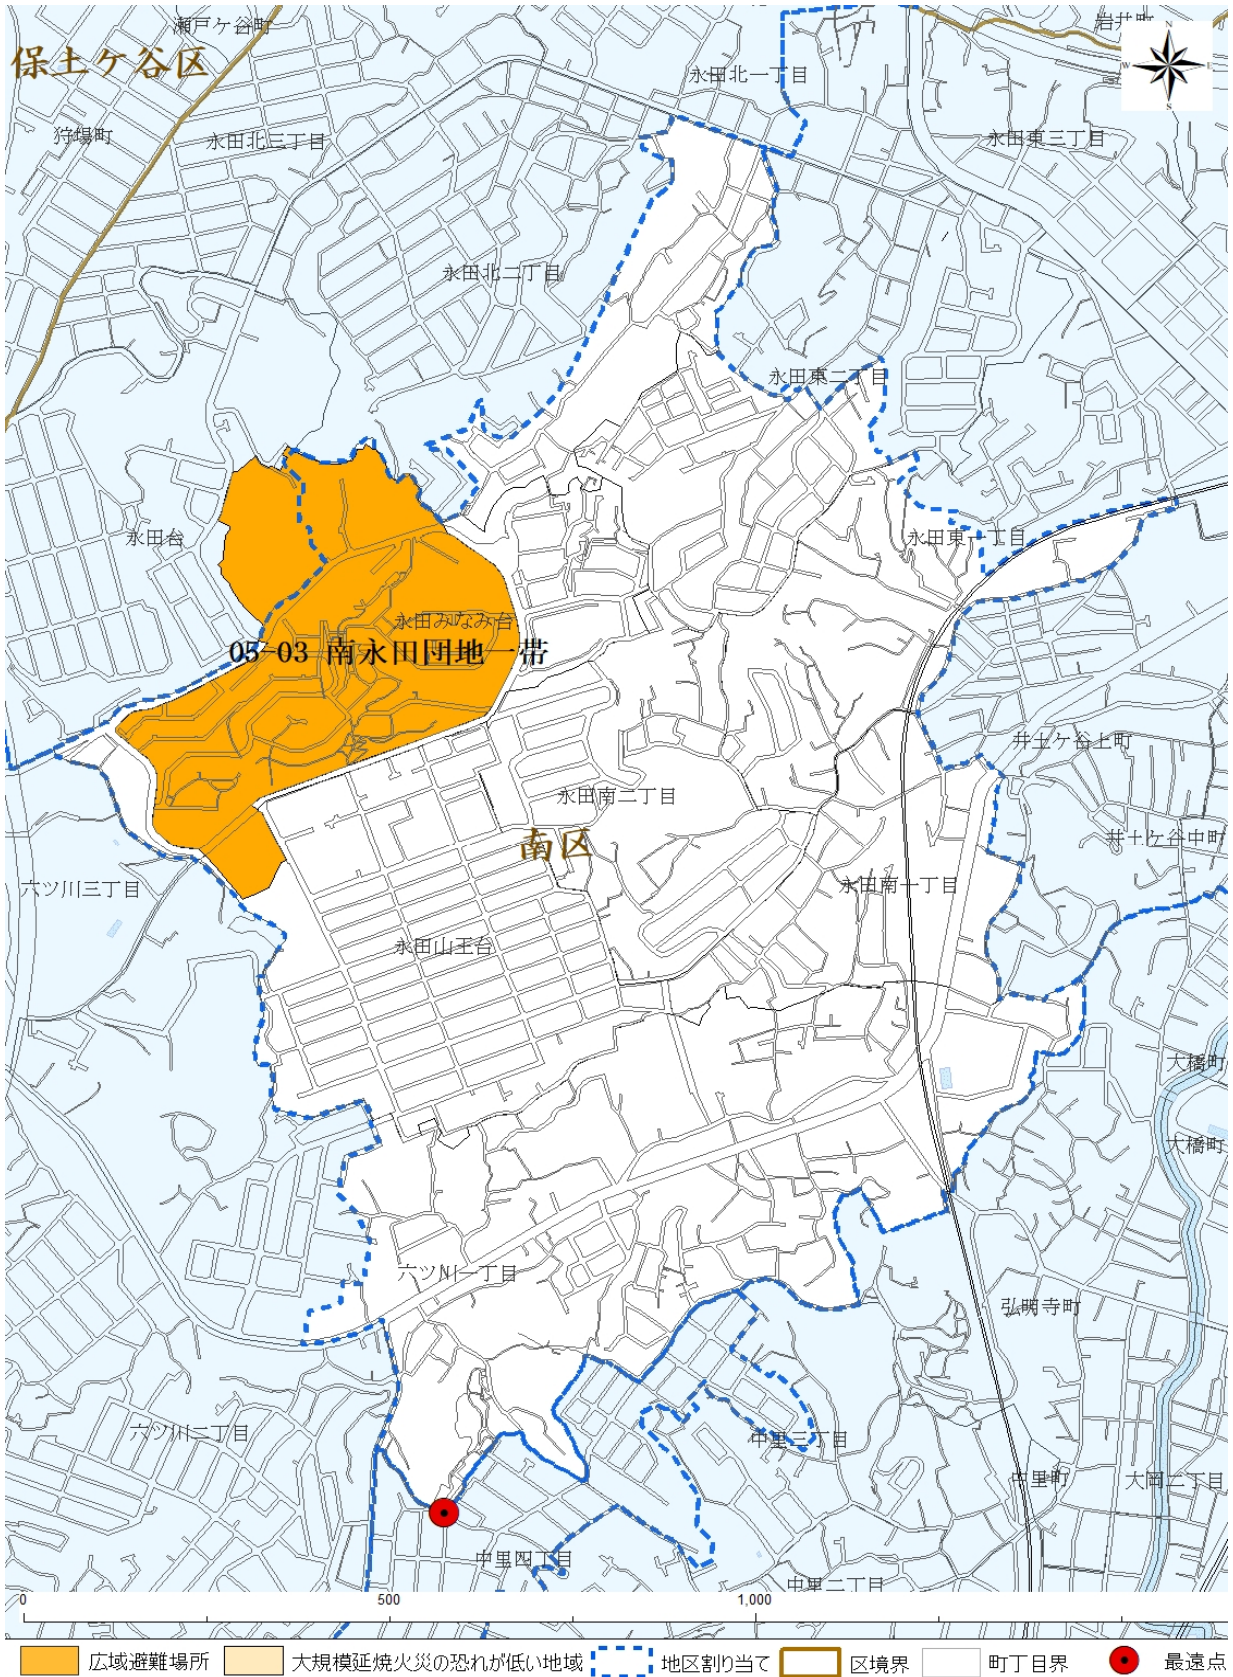 瀬戸ケ谷町
岩井町
保土ケ谷区
永田北一丁目
N
W E
S
狩場町
永田北三丁目
永田東三丁目
永田北二丁目
永田東二丁目
永田台
永田東一丁目
永田みなみ台
05-03 南永田団地一帯
井土ケ谷上町
永田南二丁目
南区
井土ケ谷中町
六ツ川三丁目
永田南一丁目
永田山王台
大橋町
大橋町
六ツ川一丁目
弘明寺町
六ツ川二丁目
中里三丁目
中里町
大岡二丁目
中里四丁目
中里二丁目
0 500 1,000
広域避難場所 大規模延焼火災の恐れが低い地域 地区割り当て 区境界 町丁目界 最遠点